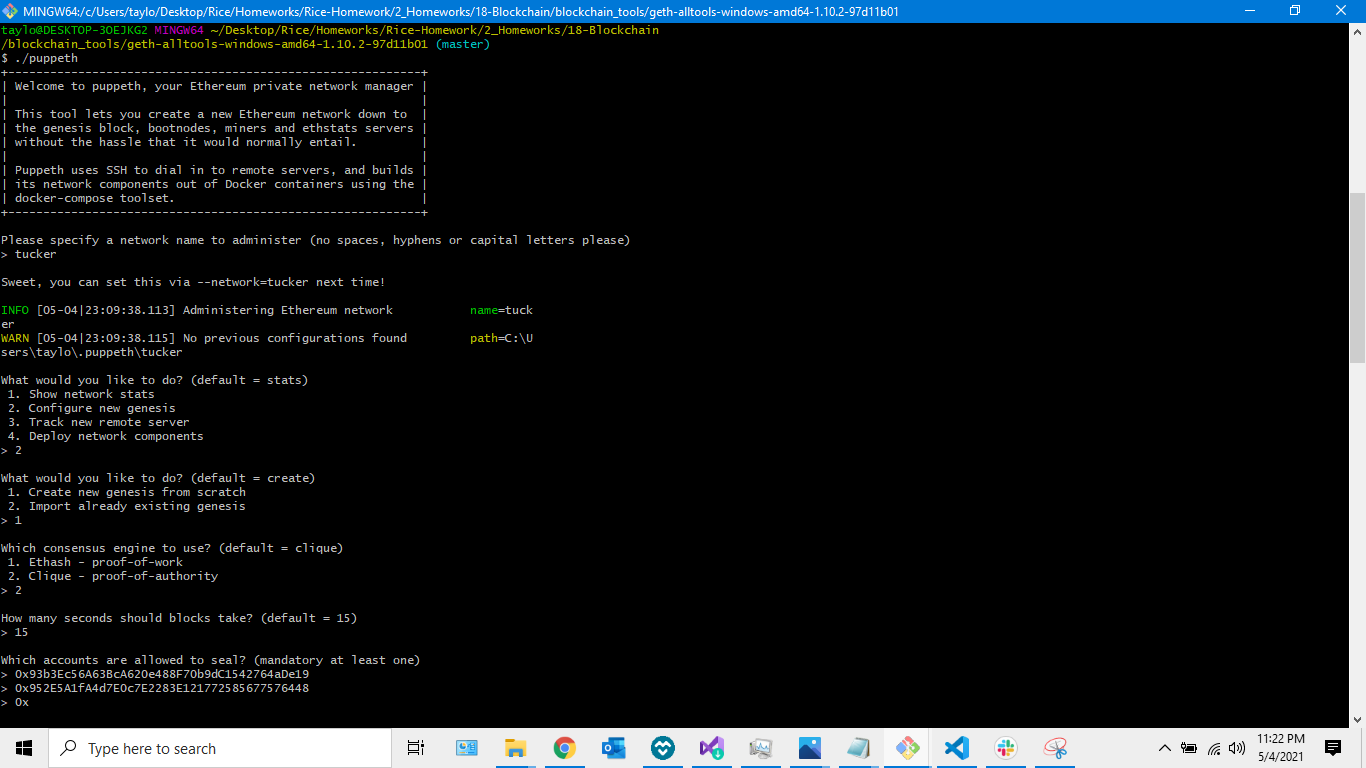 MINGW64:/c/Users/taylo/Desktop/Rice/Homeworks/Rice-Homework/2_Homeworks/18-Blockchain/blockchain_tools/geth-alltools-windows-amd64-1.10.2-97d11b01
taylo@DESKTOP-3OEJKG2 MINGW64 ~/Desktop/Rice/Homeworks/Rice-Homework/2_Homeworks/18-Blockchain
/blockchain_tools/geth-alltools-windows-amd64-1.10.2-97d11b01 (master)
$ ./puppeth
+-----------------------------------------------------------+
| Welcome to puppeth, your Ethereum private network manager |
|                                                           |
| This tool lets you create a new Ethereum network down to  |
| the genesis block, bootnodes, miners and ethstats servers |
| without the hassle that it would normally entail.         |
|                                                           |
| Puppeth uses SSH to dial in to remote servers, and builds |
| its network components out of Docker containers using the |
| docker-compose toolset.                                   |
+-----------------------------------------------------------+
Please specify a network name to administer (no spaces, hyphens or capital letters please)
> tucker
Sweet, you can set this via --network=tucker next time!
INFO [05-04|23:09:38.113] Administering Ethereum network           name=tuck
er
WARN [05-04|23:09:38.115] No previous configurations found         path=C:\U
sers\taylo\.puppeth\tucker
What would you like to do? (default = stats)
1. Show network stats
2. Configure new genesis
3. Track new remote server
4. Deploy network components
> 2
What would you like to do? (default = create)
1. Create new genesis from scratch
2. Import already existing genesis
> 1
Which consensus engine to use? (default = clique)
1. Ethash - proof-of-work
2. Clique - proof-of-authority
> 2
How many seconds should blocks take? (default = 15)
> 15
Which accounts are allowed to seal? (mandatory at least one)
> 0x93b3Ec56A63BcA620e488F70b9dC1542764aDe19
> 0x952E5A1fA4d7E0c7E2283E121772585677576448
> 0x
Type here to search
11:22 PM
5/4/2021